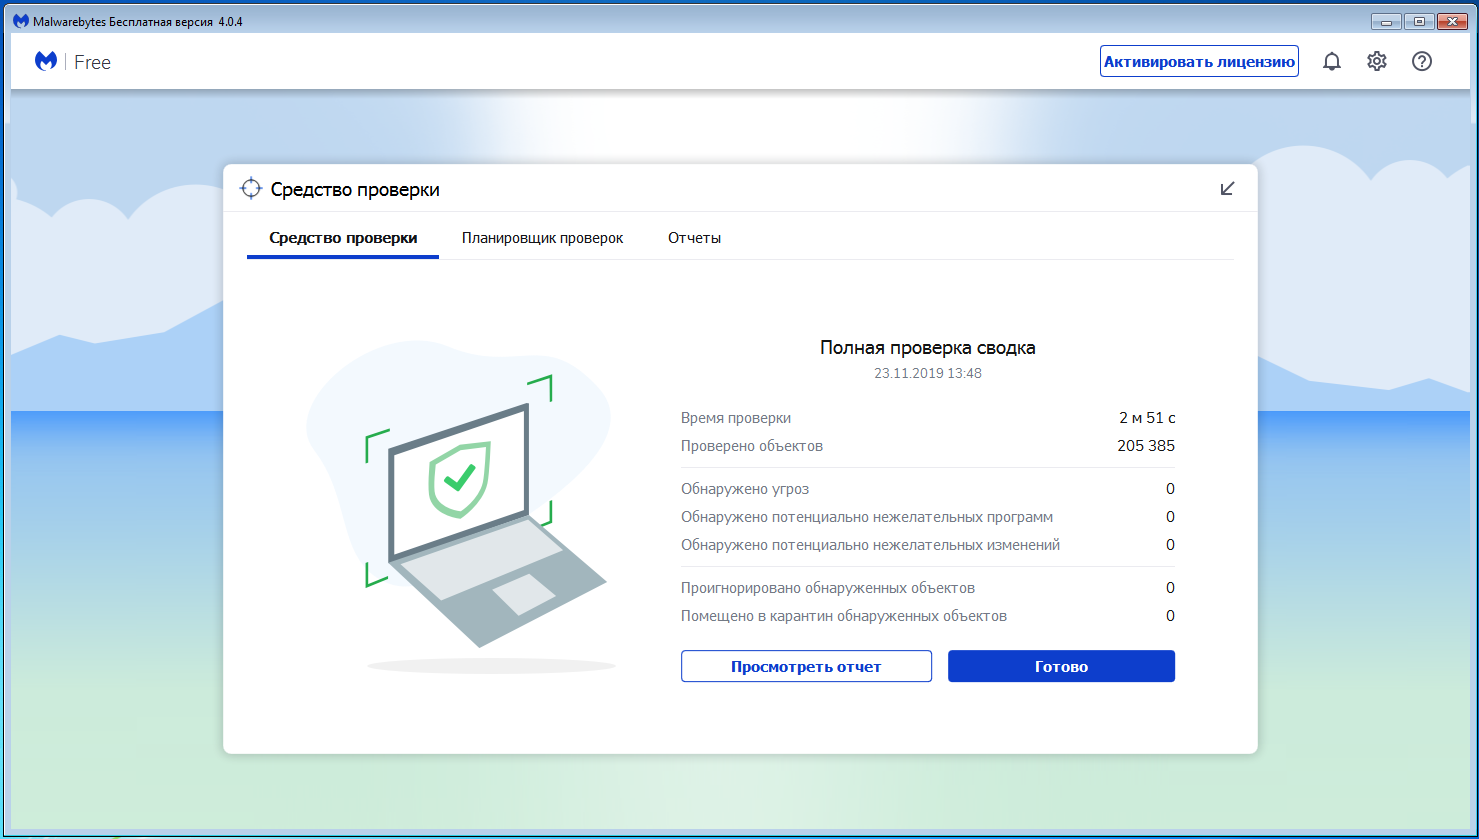 Malwarebytes Бесплатная версия 4.0.4
Free
Активировать лицензию
Средство проверки
Средство проверки
Планировщик проверок
Отчеты
Полная проверка сводка
23.11.2019 13:48
Время проверки 2 м 51 с
Проверено объектов 205 385
Обнаружено угроз 0
Обнаружено потенциально нежелательных программ 0
Обнаружено потенциально нежелательных изменений 0
Проигнорировано обнаруженных объектов 0
Помещено в карантин обнаруженных объектов 0
Просмотреть отчет
Готово